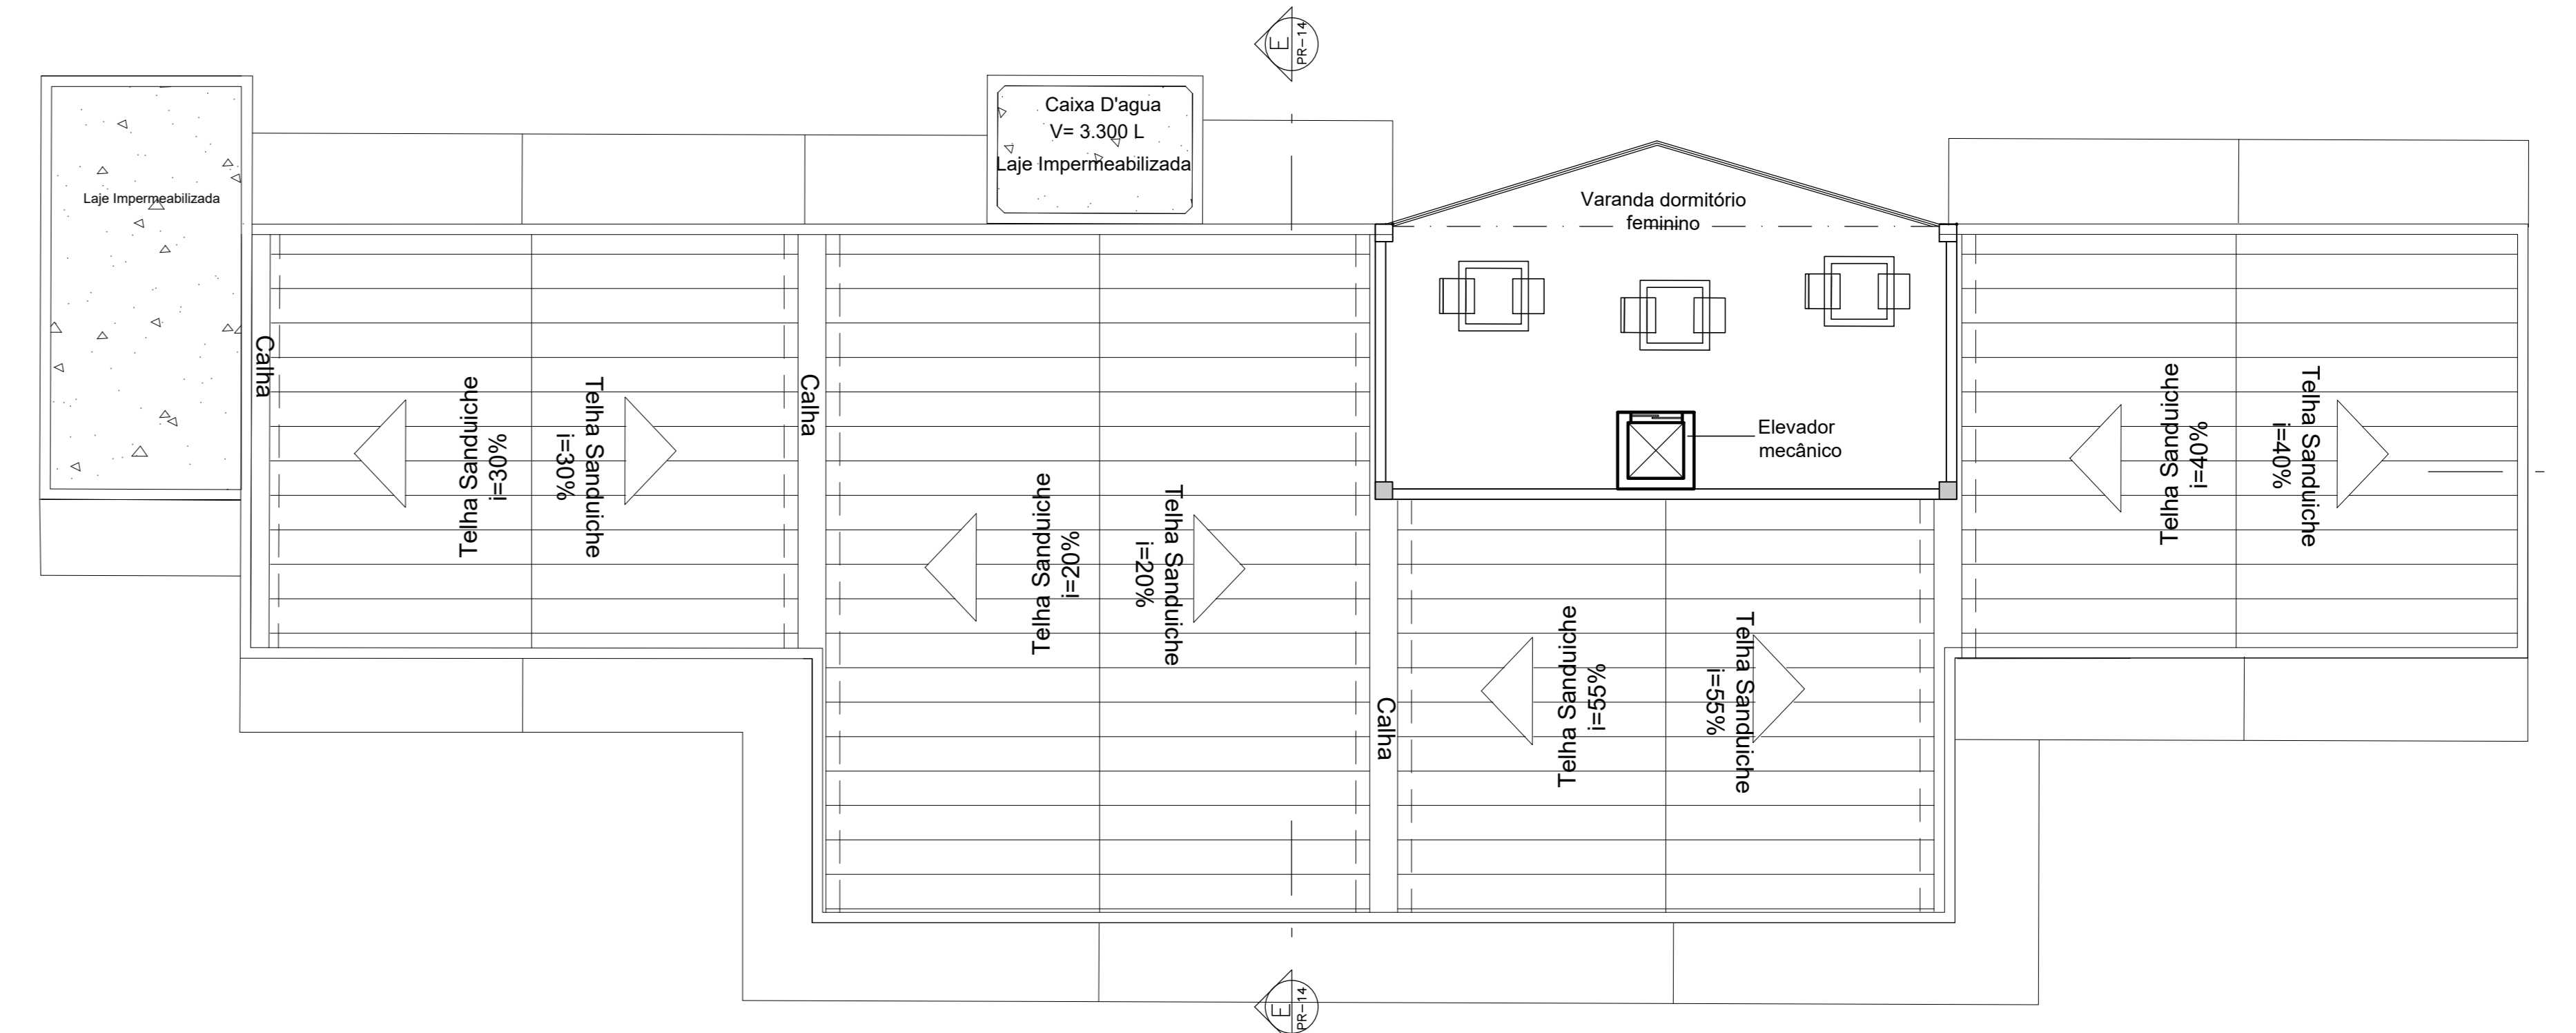 E
PR-14
Caixa D'agua
V= 3.300 L
Laje Impermeabilizada
Laje Impermeabilizada
Varanda dormitório
feminino
Calha
Calha
Telha Sanduiche
i=30%
Telha Sanduiche
i=30%
Telha Sanduiche
i=20%
Telha Sanduiche
i=20%
Elevador
mecânico
Telha Sanduiche
i=40%
Telha Sanduiche
i=40%
Calha
Telha Sanduiche
i=55%
Telha Sanduiche
i=55%
E
PR-14